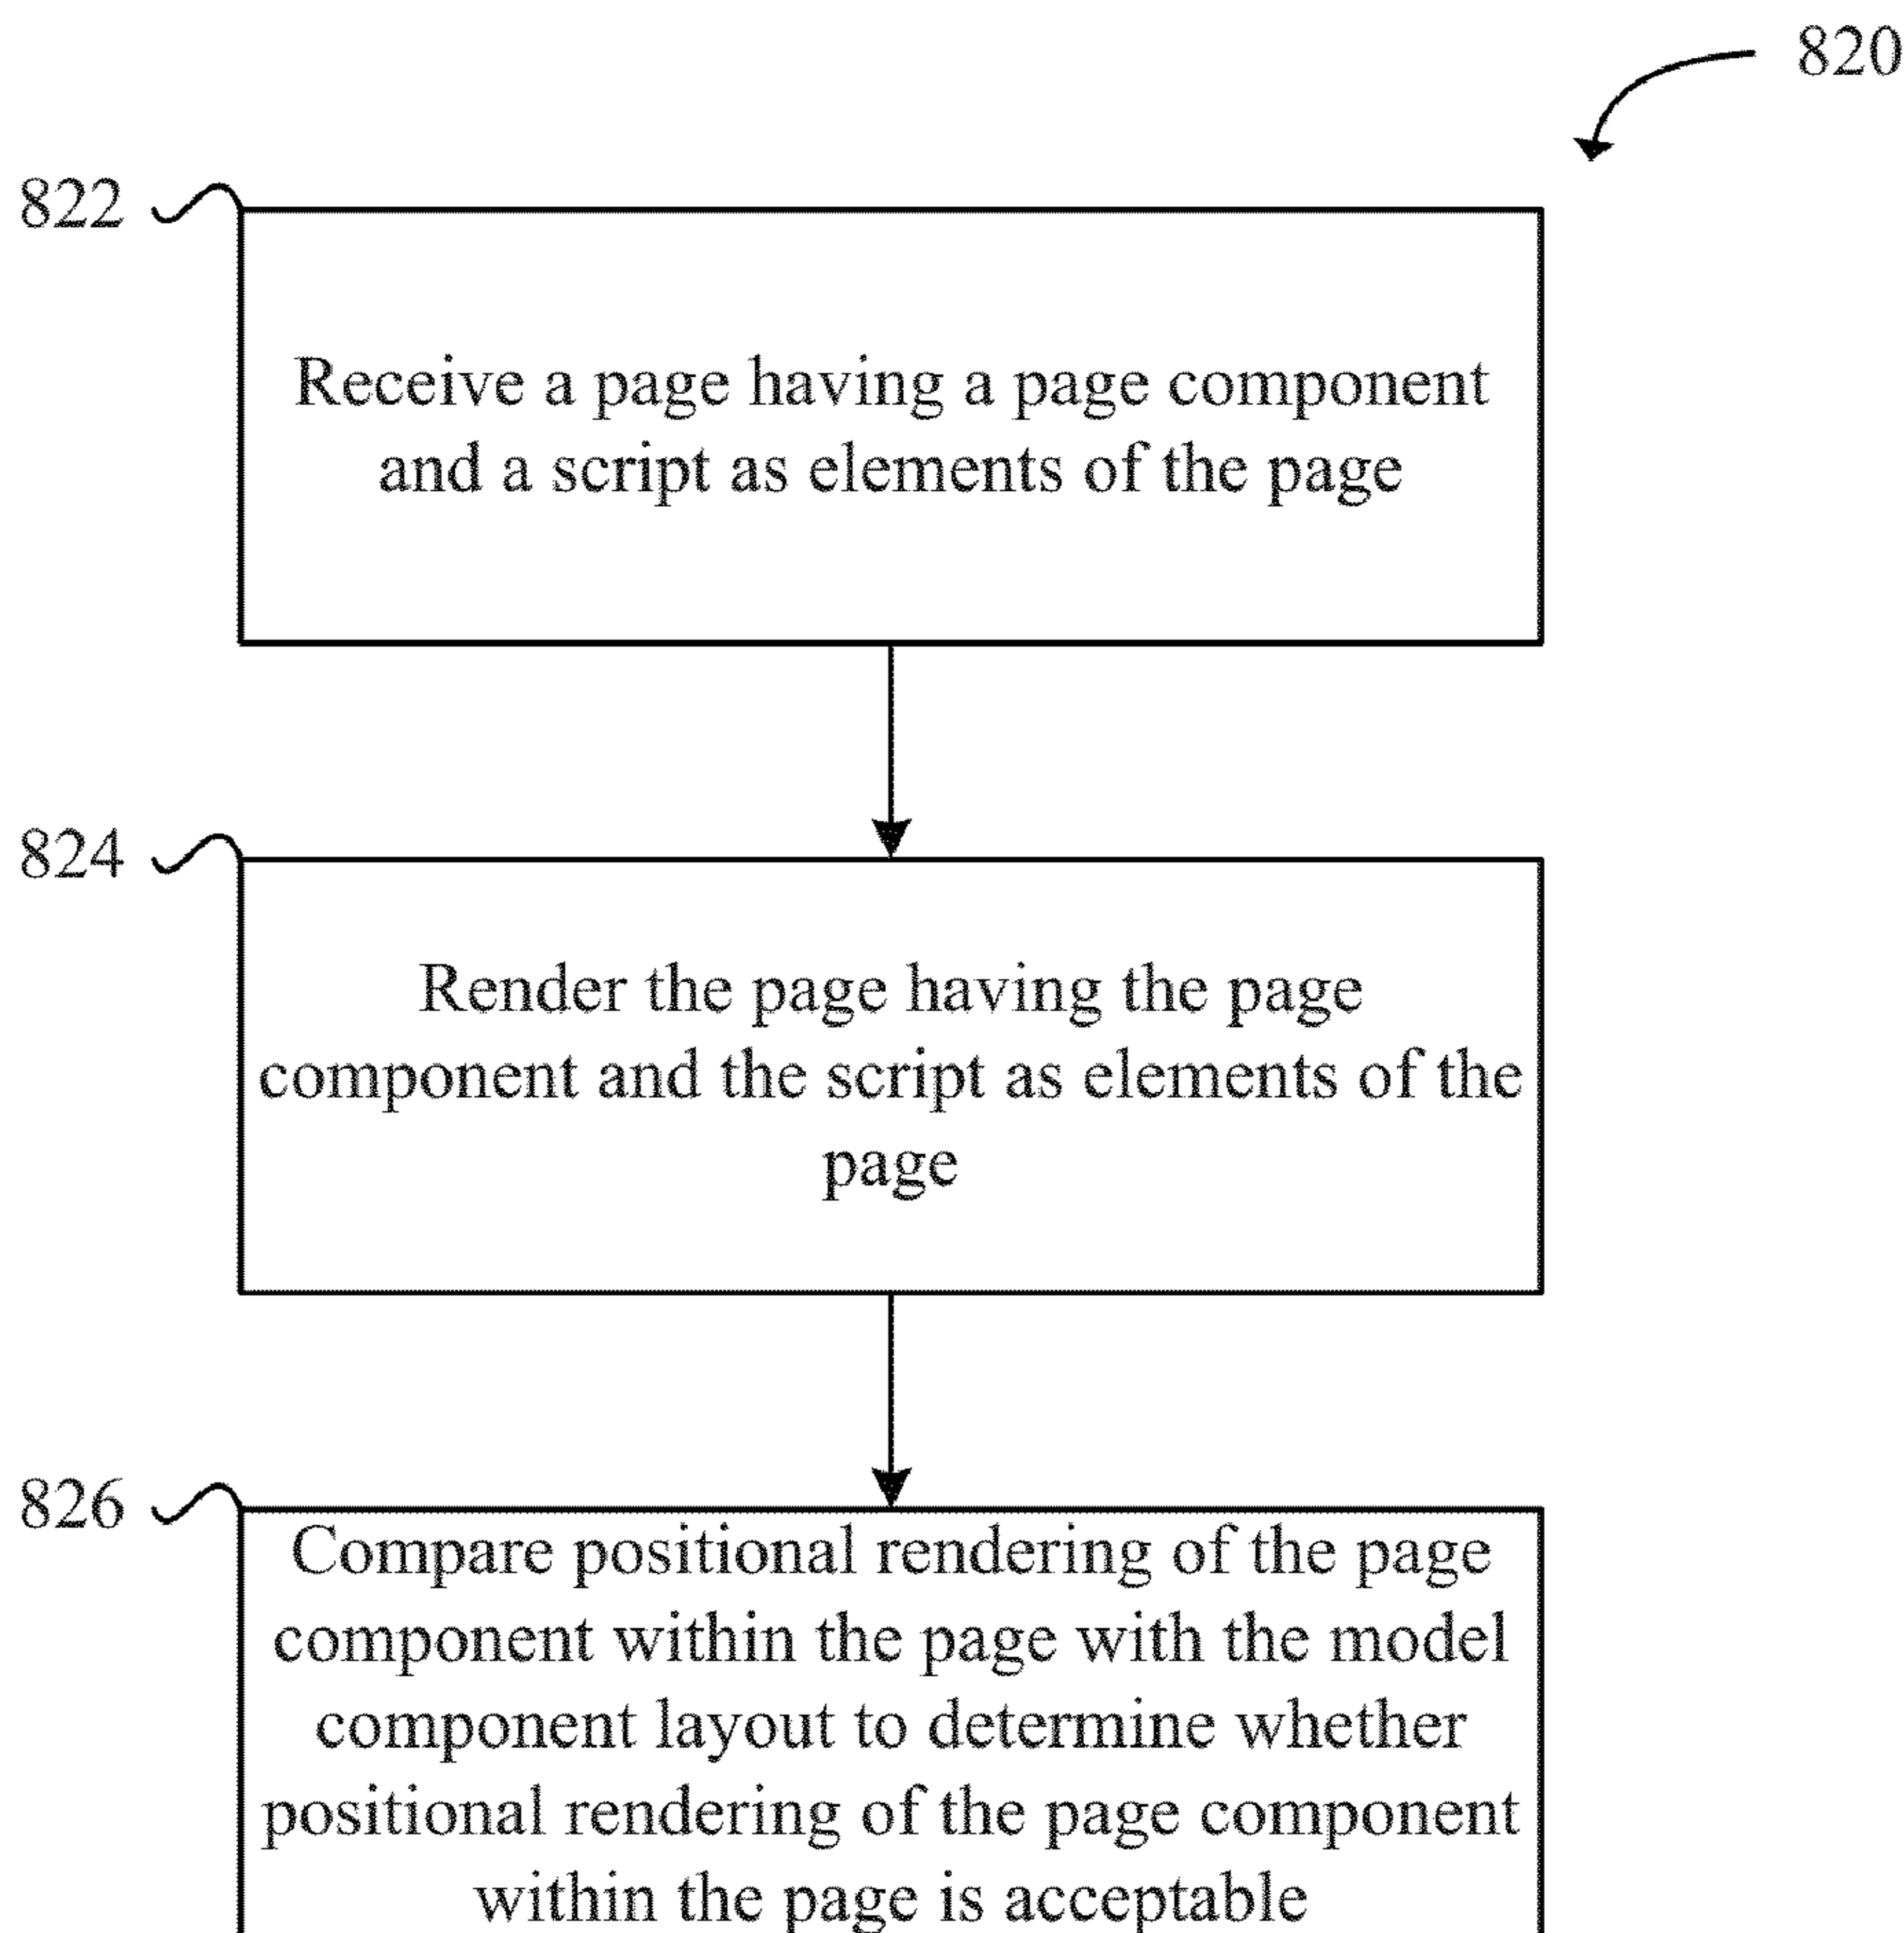 820
822
Receive a page having a page component
and a script as elements of the page
824
Render the page having the page
component and the script as elements of the
page
826
Compare positional rendering of the page
component within the page with the model
component layout to determine whether
positional rendering of the page component
within the page is acceptable